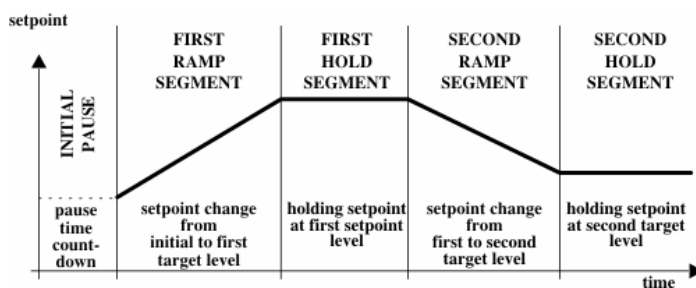 setpoint
INITIAL
PAUSE
FIRST
RAMP
SEGMENT
FIRST
HOLD
SEGMENT
SECOND
RAMP
SEGMENT
SECOND
HOLD
SEGMENT
pause
time
count-
down
setpoint change
from
initial to first
target level
holding setpoint
at first setpoint
level
setpoint change
from
first to second
target level
holding setpoint
at second target
level
time